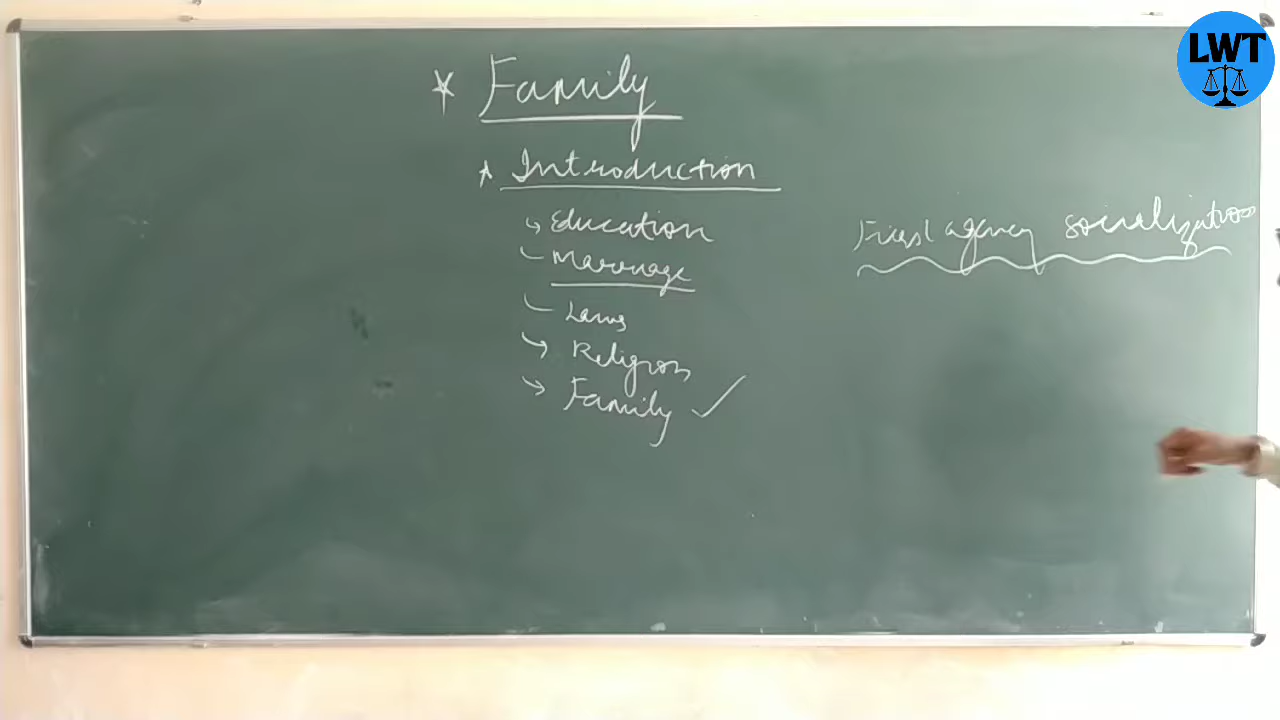 Family
Introduction
Education
Marriage
Laws
Religion
Family
First agency socialization
LWT